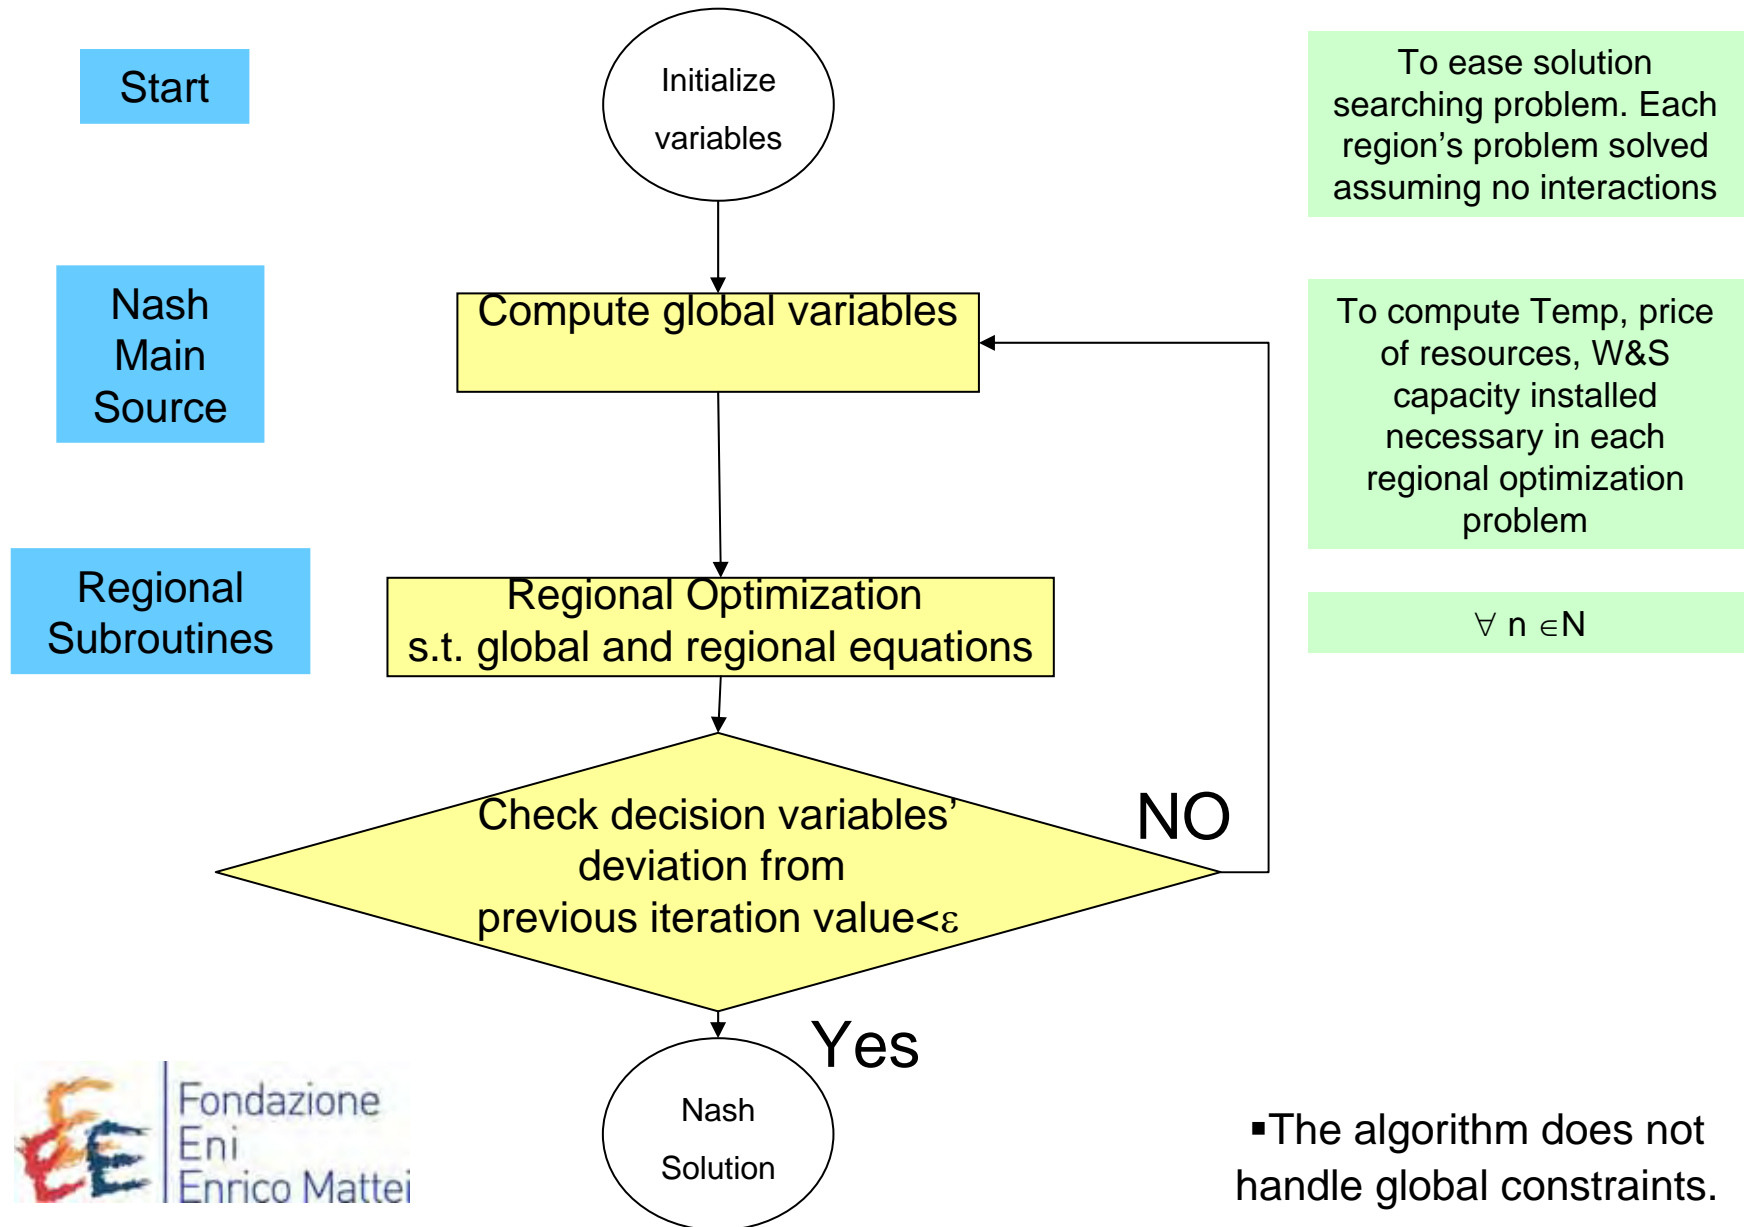 Start
Initialize
variables
To ease solution
searching problem. Each
region’s problem solved
assuming no interactions
Nash
Main
Source
Compute global variables
To compute Temp, price
of resources, W&S
capacity installed
necessary in each
regional optimization
problem
Regional
Subroutines
Regional Optimization
s.t. global and regional equations
∀ n ∈N
Check decision variables’
deviation from
previous iteration value<ε
NO
Yes
Nash
Solution
Fondazione
Eni
Enrico Mattei
▪The algorithm does not
handle global constraints.